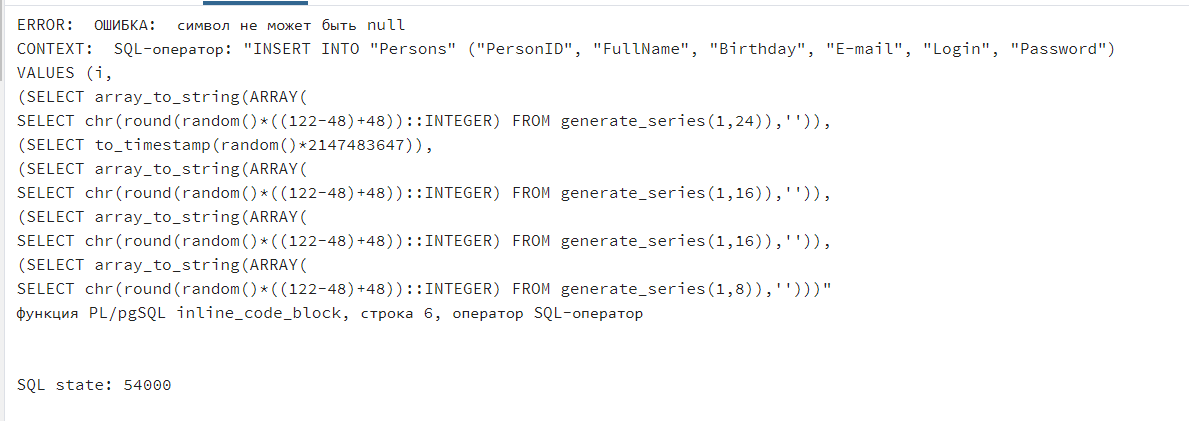 ERROR:  ОШИБКА:  символ не может быть null
CONTEXT:  SQL-оператор: "INSERT INTO "Persons" ("PersonID", "FullName", "Birthday", "E-mail", "Login", "Password")
VALUES (i,
(SELECT array_to_string(ARRAY(
SELECT chr(round(random()*((122-48)+48))::INTEGER) FROM generate_series(1,24)),'')),
(SELECT to_timestamp(random()*2147483647)),
(SELECT array_to_string(ARRAY(
SELECT chr(round(random()*((122-48)+48))::INTEGER) FROM generate_series(1,16)),'')),
(SELECT array_to_string(ARRAY(
SELECT chr(round(random()*((122-48)+48))::INTEGER) FROM generate_series(1,16)),'')),
(SELECT array_to_string(ARRAY(
SELECT chr(round(random()*((122-48)+48))::INTEGER) FROM generate_series(1,8)),'')))"
функция PL/pgSQL inline_code_block, строка 6, оператор SQL-оператор
SQL state: 54000